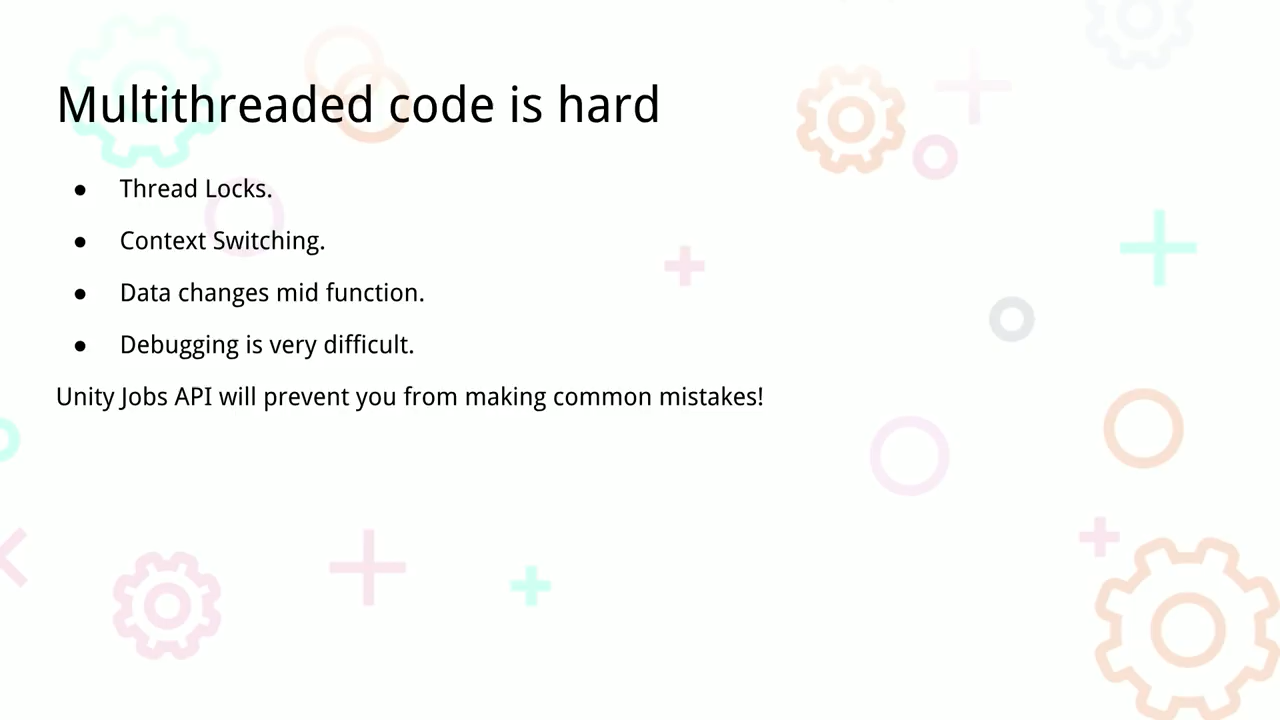 Multithreaded code is hard
● Thread Locks.
● Context Switching.
● Data changes mid function.
● Debugging is very difficult.
Unity Jobs API will prevent you from making common mistakes!